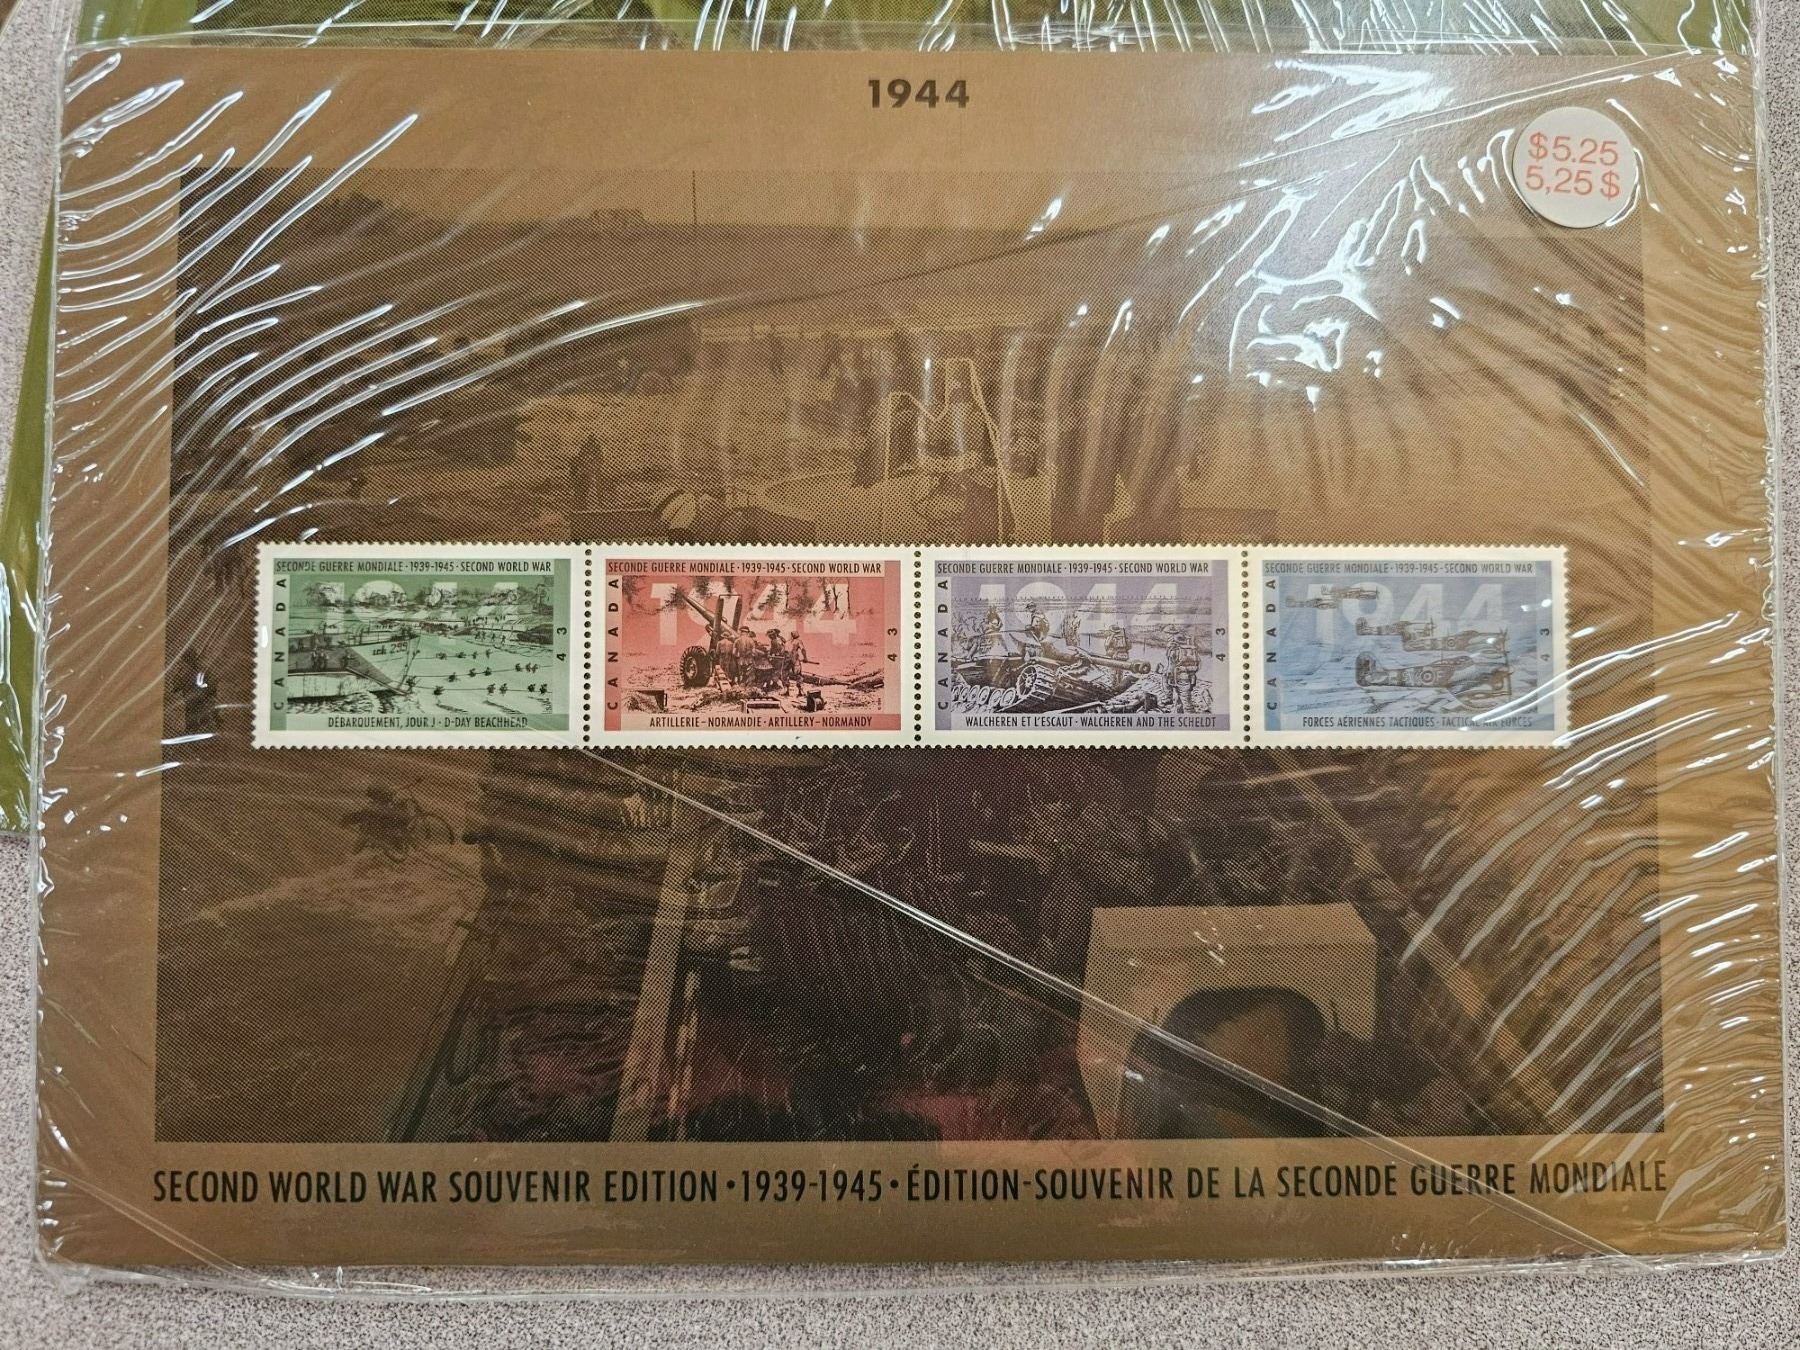 1944
$5.25
5,25 $
SECONDE GUERRE MONDIALE · 1939-1945 · SECOND WORLD WAR
CANADA
1944
43
DÉBARQUEMENT, JOUR J · D-DAY BEACHHEAD
SECONDE GUERRE MONDIALE · 1939-1945 · SECOND WORLD WAR
CANADA
1944
43
ARTILLERIE – NORMANDIE · ARTILLERY – NORMANDY
SECONDE GUERRE MONDIALE · 1939-1945 · SECOND WORLD WAR
CANADA
1944
43
WALCHEREN ET L'ESCAUT · WALCHEREN AND THE SCHELDT
SECONDE GUERRE MONDIALE · 1939-1945 · SECOND WORLD WAR
CANADA
1944
43
FORCES AÉRIENNES TACTIQUES · TACTICAL AIR FORCES
SECOND WORLD WAR SOUVENIR EDITION · 1939-1945 · ÉDITION-SOUVENIR DE LA SECONDE GUERRE MONDIALE